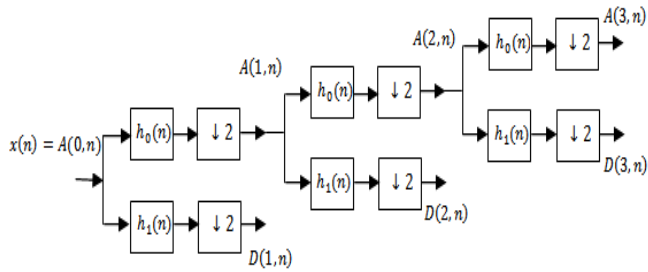 A(3,n)
A(2,n)
h₀(n)
↓ 2
A(1,n)
h₀(n)
↓ 2
x(n) = A(0,n)
h₀(n)
↓ 2
h₁(n)
↓ 2
D(3,n)
h₁(n)
↓ 2
D(2,n)
h₁(n)
↓ 2
D(1,n)